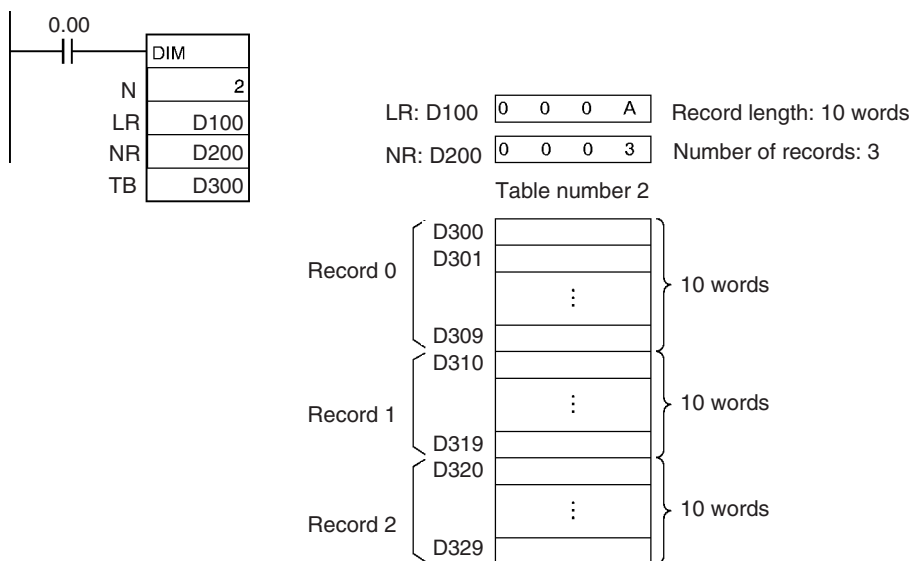 0.00
DIM
N 2
LR D100
NR D200
TB D300
LR: D100 0 0 0 A Record length: 10 words
NR: D200 0 0 0 3 Number of records: 3
Table number 2
D300
D301
Record 0
10 words
D309
D310
Record 1
10 words
D319
D320
Record 2
10 words
D329